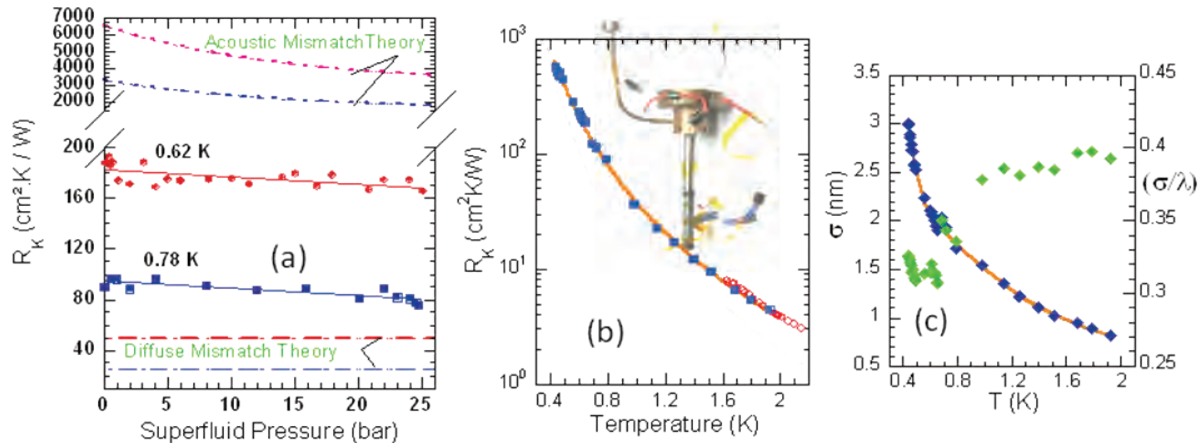 (a)
7000
6000
5000
4000
3000
2000
200
160
120
80
40
Acoustic Mismatch Theory
0.62 K
0.78 K
Diffuse Mismatch Theory
R_K (cm².K / W)
0 5 10 15 20 25
Superfluid Pressure (bar)
10³
10²
10¹
10⁰
R_K (cm²K/W)
(b)
0.4 0.8 1.2 1.6 2
Temperature (K)
3.5
3
2.5
2
1.5
1
0.5
σ (nm)
(c)
0.45
0.4
0.35
0.3
0.25
(σ/λ)
0.4 0.8 1.2 1.6 2
T (K)